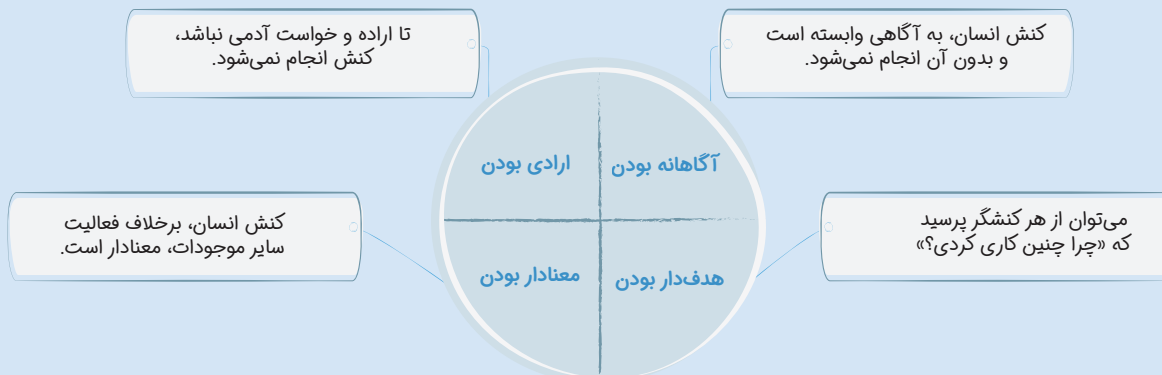 کنش انسان، به آگاهی وابسته است
و بدون آن انجام نمی‌شود.
تا اراده و خواست آدمی نباشد،
کنش انجام نمی‌شود.
آگاهانه بودن
ارادی بودن
می‌توان از هر کنشگر پرسید
که «چرا چنین کاری کردی؟»
کنش انسان، برخلاف فعالیت
سایر موجودات، معنادار است.
هدف‌دار بودن
معنادار بودن